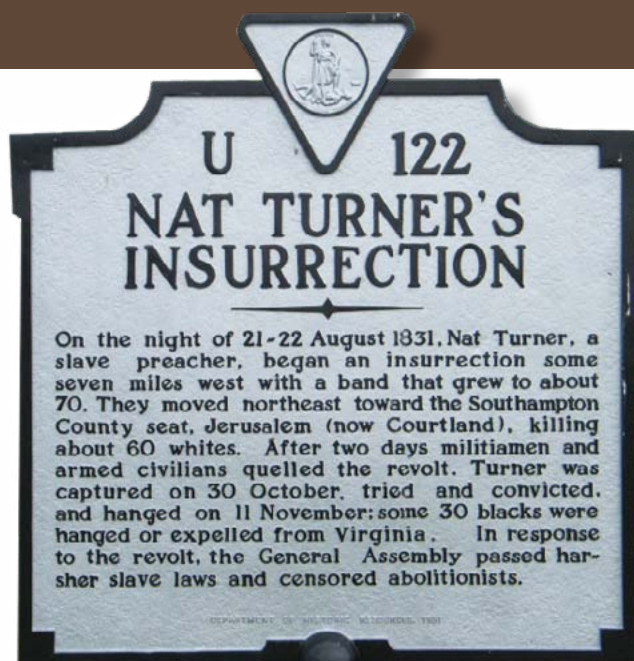 U 122
NAT TURNER'S
INSURRECTION
On the night of 21-22 August 1831, Nat Turner, a
slave preacher, began an insurrection some
seven miles west with a band that grew to about
70. They moved northeast toward the Southampton
County seat, Jerusalem (now Courtland), killing
about 60 whites. After two days militiamen and
armed civilians quelled the revolt. Turner was
captured on 30 October, tried and convicted,
and hanged on 11 November; some 30 blacks were
hanged or expelled from Virginia. In response
to the revolt, the General Assembly passed har-
sher slave laws and censored abolitionists.
DEPARTMENT OF HISTORIC